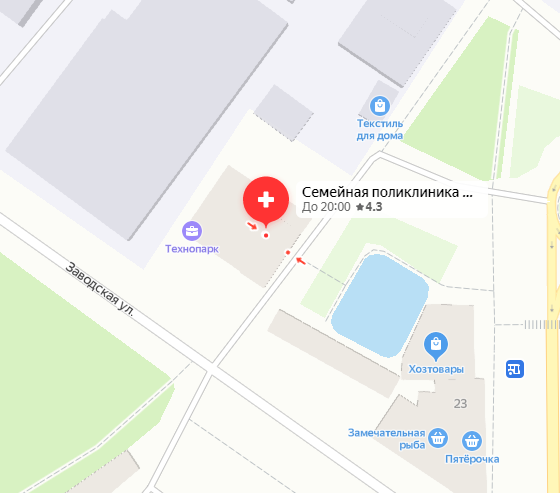 Текстиль
для дома
Семейная поликлиника ...
До 20:00 ★4.3
Технопарк
Заводская ул.
Хозтовары
23
Замечательная
рыба
Пятёрочка